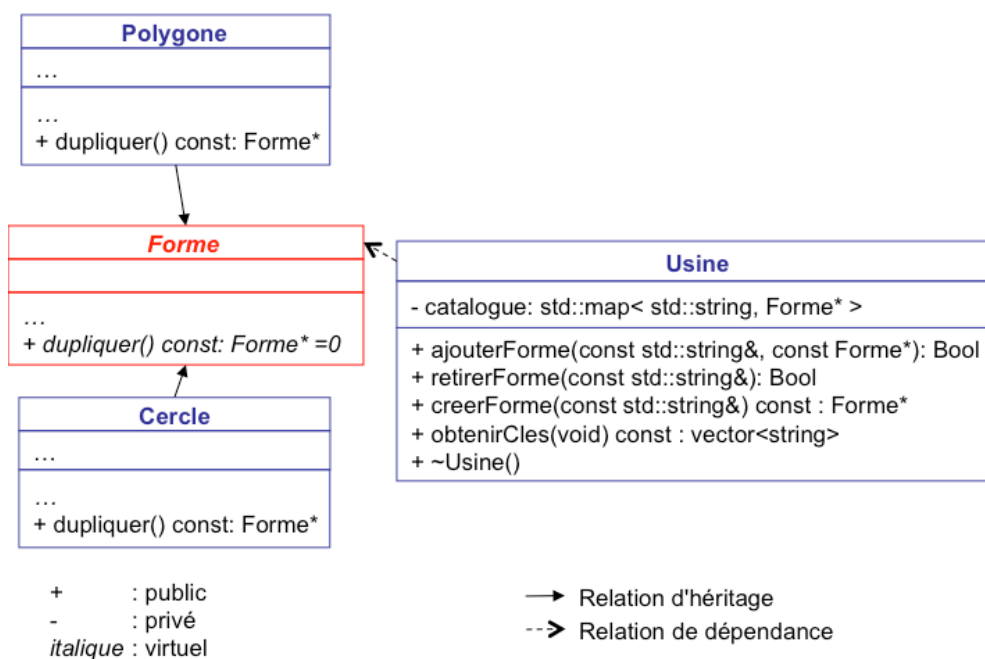 Polygone
…
…
+ dupliquer() const: Forme*
Forme
…
+ dupliquer() const: Forme* =0
Usine
- catalogue: std::map< std::string, Forme* >
+ ajouterForme(const std::string&, const Forme*): Bool
+ retirerForme(const std::string&): Bool
+ creerForme(const std::string&) const : Forme*
+ obtenirCles(void) const : vector<string>
+ ~Usine()
Cercle
…
…
+ dupliquer() const: Forme*
+ : public
- : privé
italique : virtuel
Relation d'héritage
Relation de dépendance